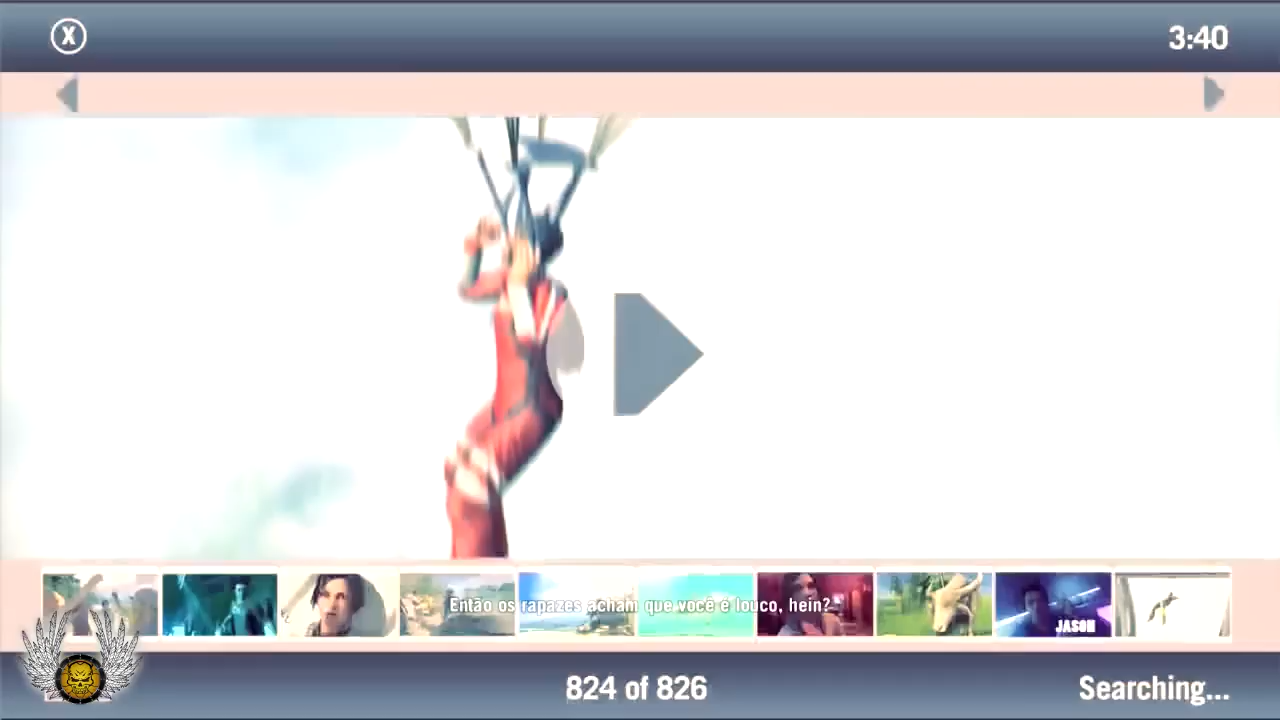 X
3:40
Então os rapazes acham que você é louco, hein?
JASON
824 of 826
Searching...